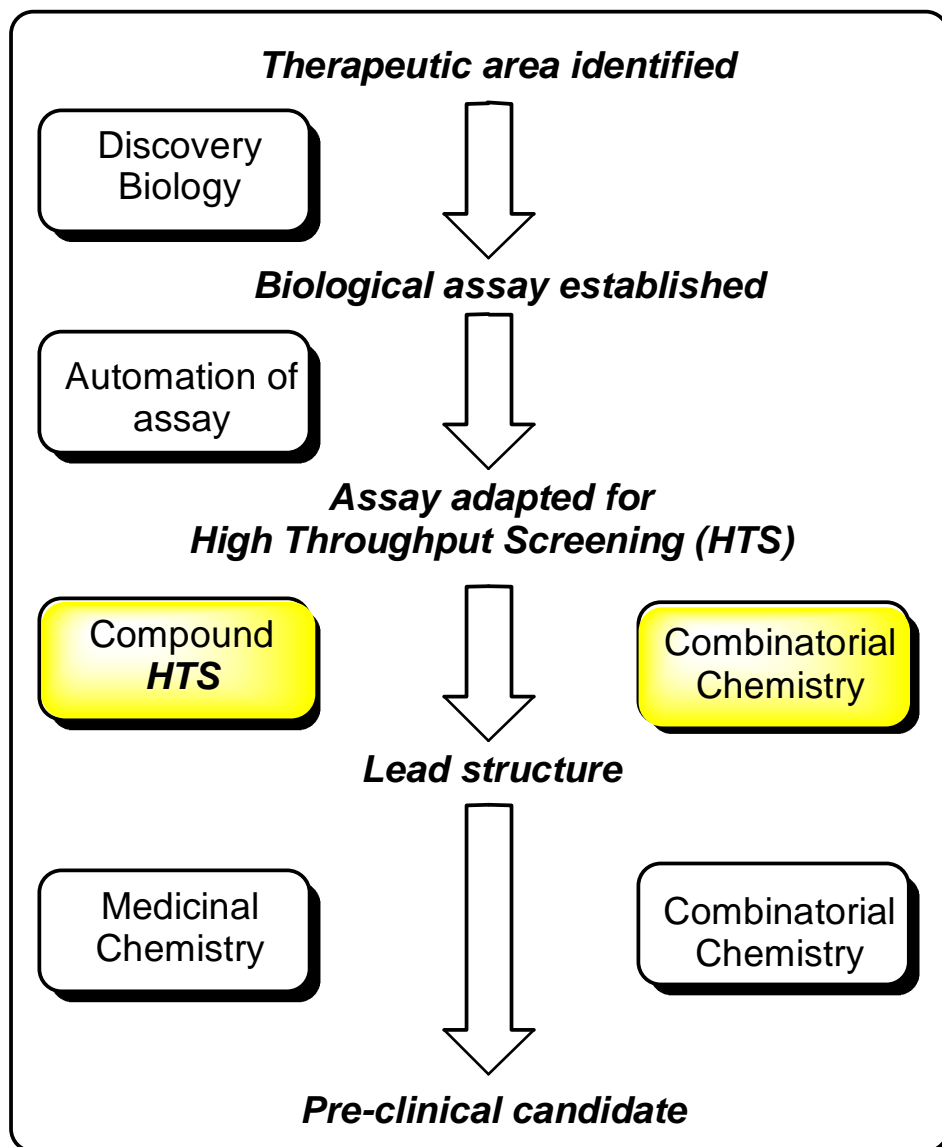 Therapeutic area identified
Discovery
Biology
Biological assay established
Automation of
assay
Assay adapted for
High Throughput Screening (HTS)
Compound
HTS
Combinatorial
Chemistry
Lead structure
Medicinal
Chemistry
Combinatorial
Chemistry
Pre-clinical candidate